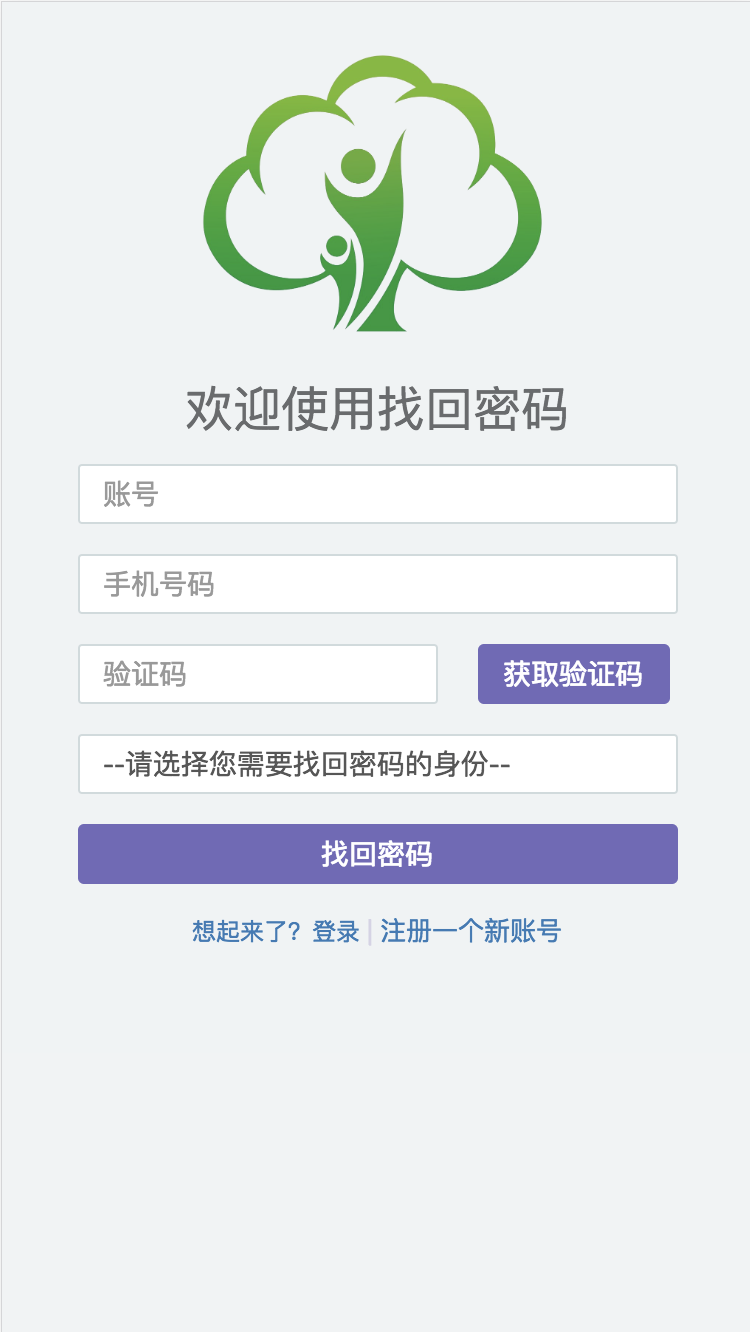 欢迎使用找回密码
账号
手机号码
验证码 获取验证码
--请选择您需要找回密码的身份--
找回密码
想起来了？登录 | 注册一个新账号